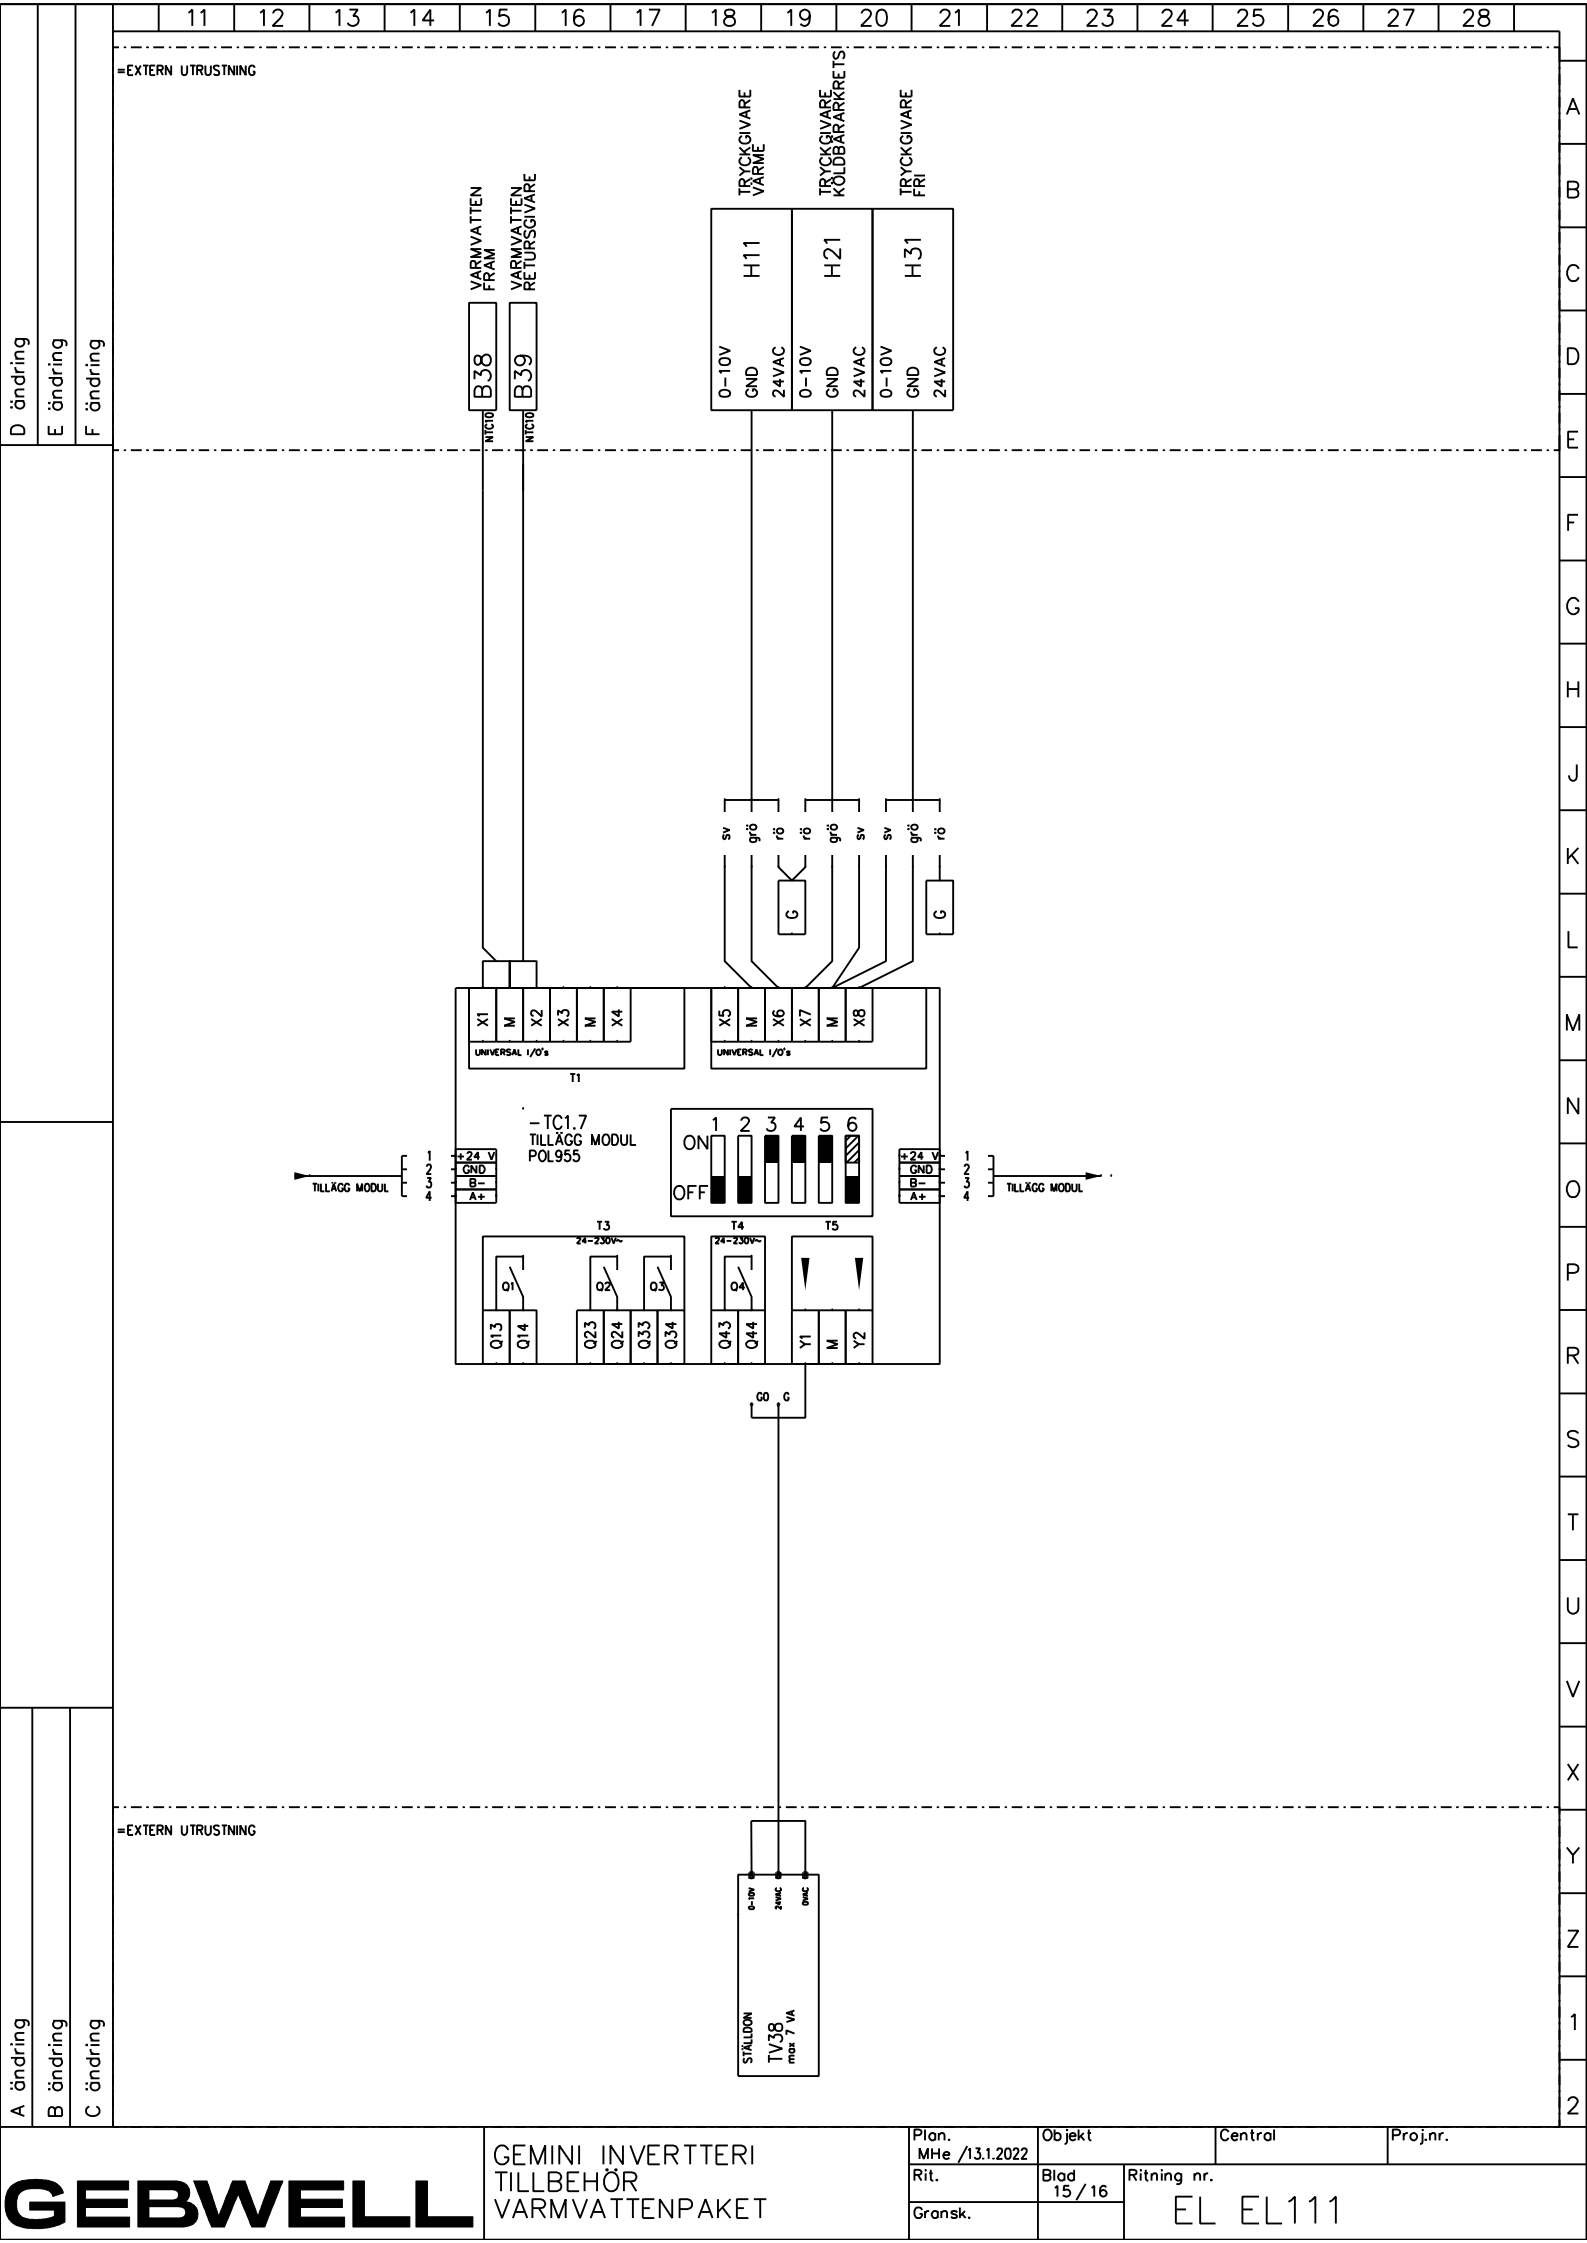 11 12 13 14 15 16 17 18 19 20 21 22 23 24 25 26 27 28
A
B
C
D
E
F
G
H
J
K
L
M
N
O
P
R
S
T
U
V
X
Y
Z
1
2
D ändring
E ändring
F ändring
A ändring
B ändring
C ändring
=EXTERN UTRUSTNING
VARMVATTEN
FRAM
VARMVATTEN
RETURSGIVARE
B38
B39
NTC10
NTC10
TRYCKGIVARE
VÄRME
TRYCKGIVARE
KÖLDBÄRARKRETS
TRYCKGIVARE
FRI
H11
H21
H31
0-10V
GND
24VAC
0-10V
GND
24VAC
0-10V
GND
24VAC
sv grö rö rö grö sv sv grö rö
G
G
X1 M X2 X3 M X4
UNIVERSAL I/O's
T1
X5 M X6 X7 M X8
UNIVERSAL I/O's
-TC1.7
TILLÄGG MODUL
POL955
1 2 3 4 5 6
ON
OFF
TILLÄGG MODUL
1 +24 V
2 GND
3 B-
4 A+
+24 V 1
GND 2
B- 3
A+ 4
TILLÄGG MODUL
T3
24-230V~
T4
24-230V~
T5
Q1
Q2
Q3
Q4
Q13 Q14 Q23 Q24 Q33 Q34 Q43 Q44 Y1 M Y2
G0 G
=EXTERN UTRUSTNING
0-10V
24VAC
0VAC
STÄLLDON
TV38
max 7 VA
GEBWELL
GEMINI INVERTTERI
TILLBEHÖR
VARMVATTENPAKET
Plan.
MHe /13.1.2022
Objekt
Central
Proj.nr.
Rit.
Blad
15 / 16
Ritning nr.
EL EL111
Gransk.